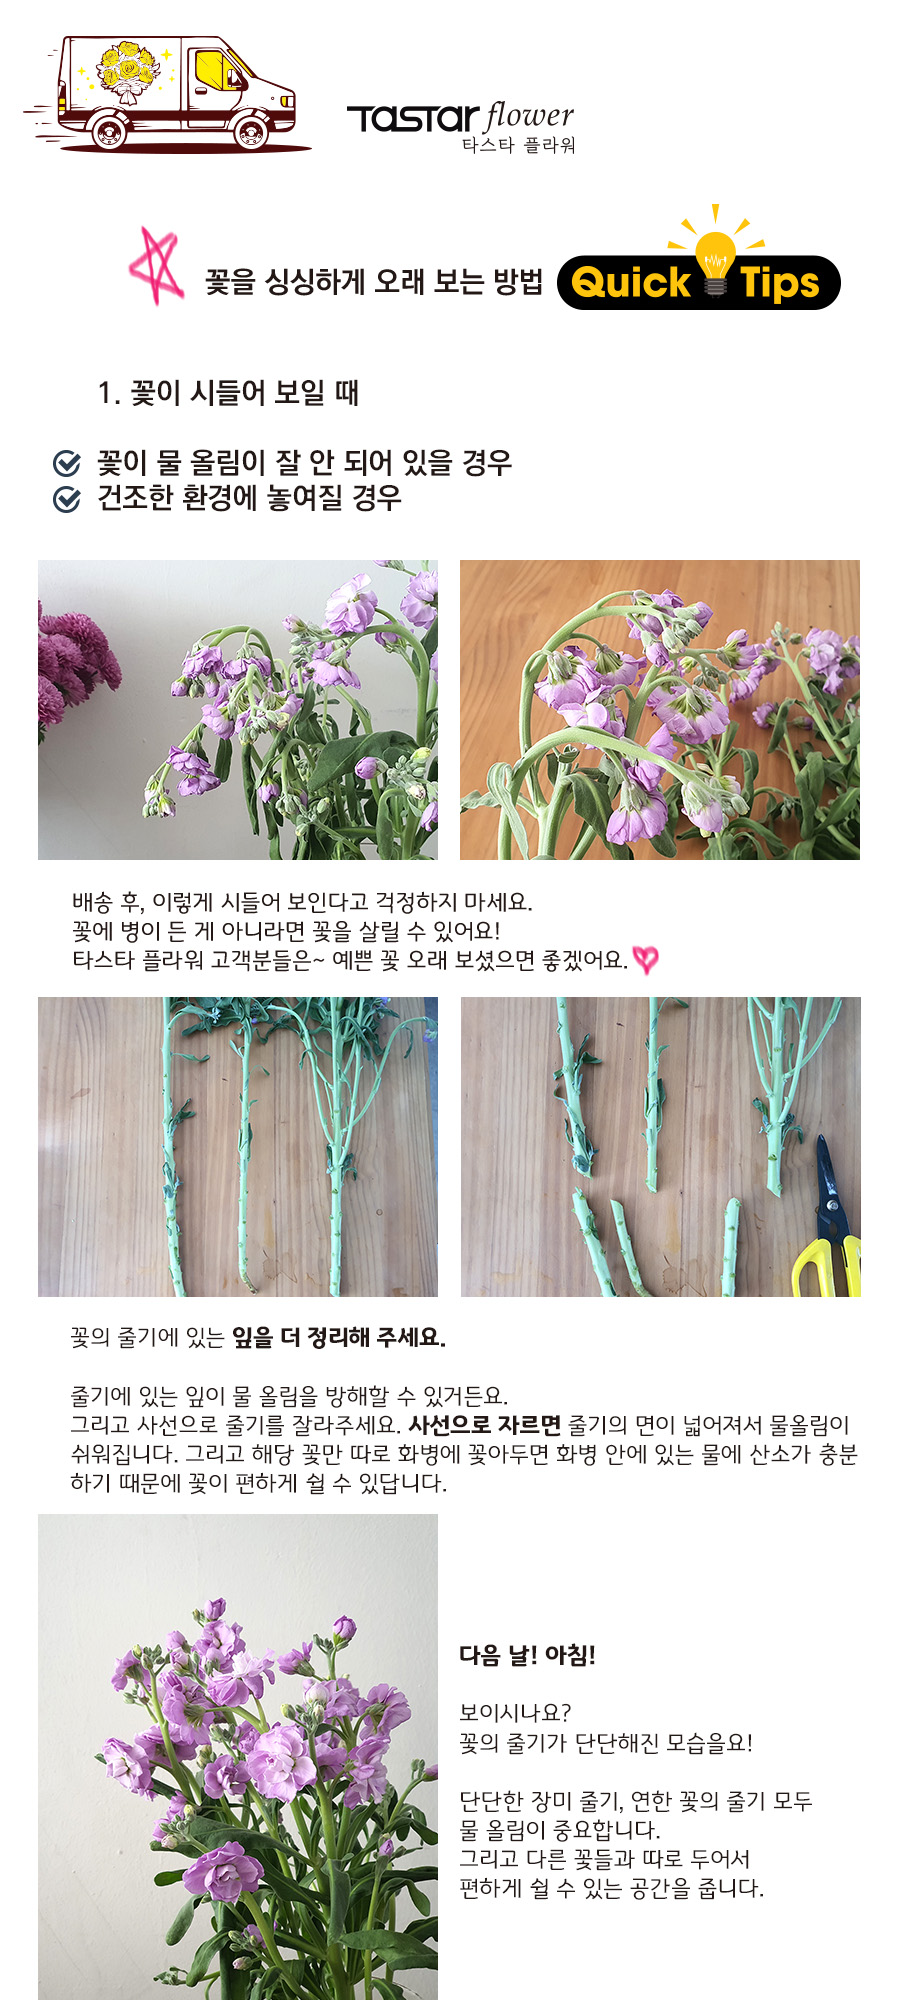 TaSTar flower
타스타 플라워
꽃을 싱싱하게 오래 보는 방법 Quick Tips
1. 꽃이 시들어 보일 때
꽃이 물 올림이 잘 안 되어 있을 경우
건조한 환경에 놓여질 경우
배송 후, 이렇게 시들어 보인다고 걱정하지 마세요.
꽃에 병이 든 게 아니라면 꽃을 살릴 수 있어요!
타스타 플라워 고객분들은~ 예쁜 꽃 오래 보셨으면 좋겠어요.
꽃의 줄기에 있는 잎을 더 정리해 주세요.
줄기에 있는 잎이 물 올림을 방해할 수 있거든요.
그리고 사선으로 줄기를 잘라주세요. 사선으로 자르면 줄기의 면이 넓어져서 물올림이
쉬워집니다. 그리고 해당 꽃만 따로 화병에 꽃아두면 화병 안에 있는 물에 산소가 충분
하기 때문에 꽃이 편하게 쉴 수 있답니다.
다음 날! 아침!
보이시나요?
꽃의 줄기가 단단해진 모습을요!
단단한 장미 줄기, 연한 꽃의 줄기 모두
물 올림이 중요합니다.
그리고 다른 꽃들과 따로 두어서
편하게 쉴 수 있는 공간을 줍니다.